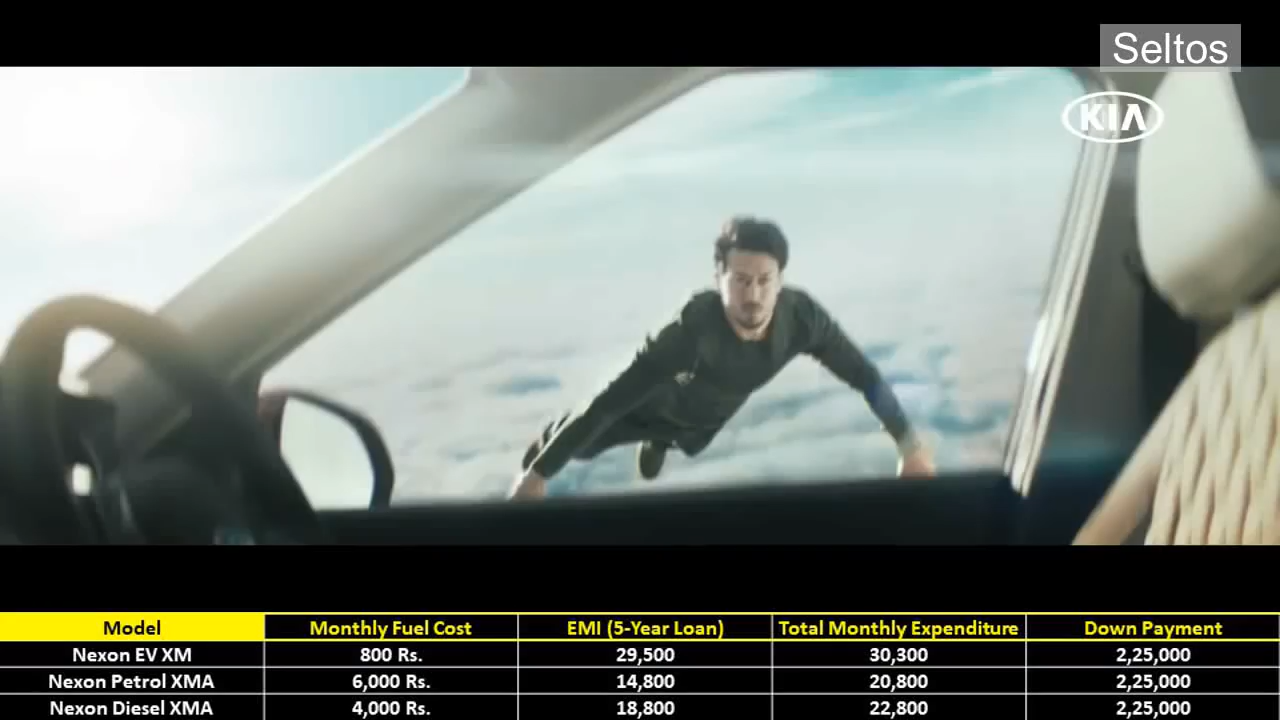 Seltos
KIA
Model Monthly Fuel Cost EMI (5-Year Loan) Total Monthly Expenditure Down Payment
Nexon EV XM 800 Rs. 29,500 30,300 2,25,000
Nexon Petrol XMA 6,000 Rs. 14,800 20,800 2,25,000
Nexon Diesel XMA 4,000 Rs. 18,800 22,800 2,25,000